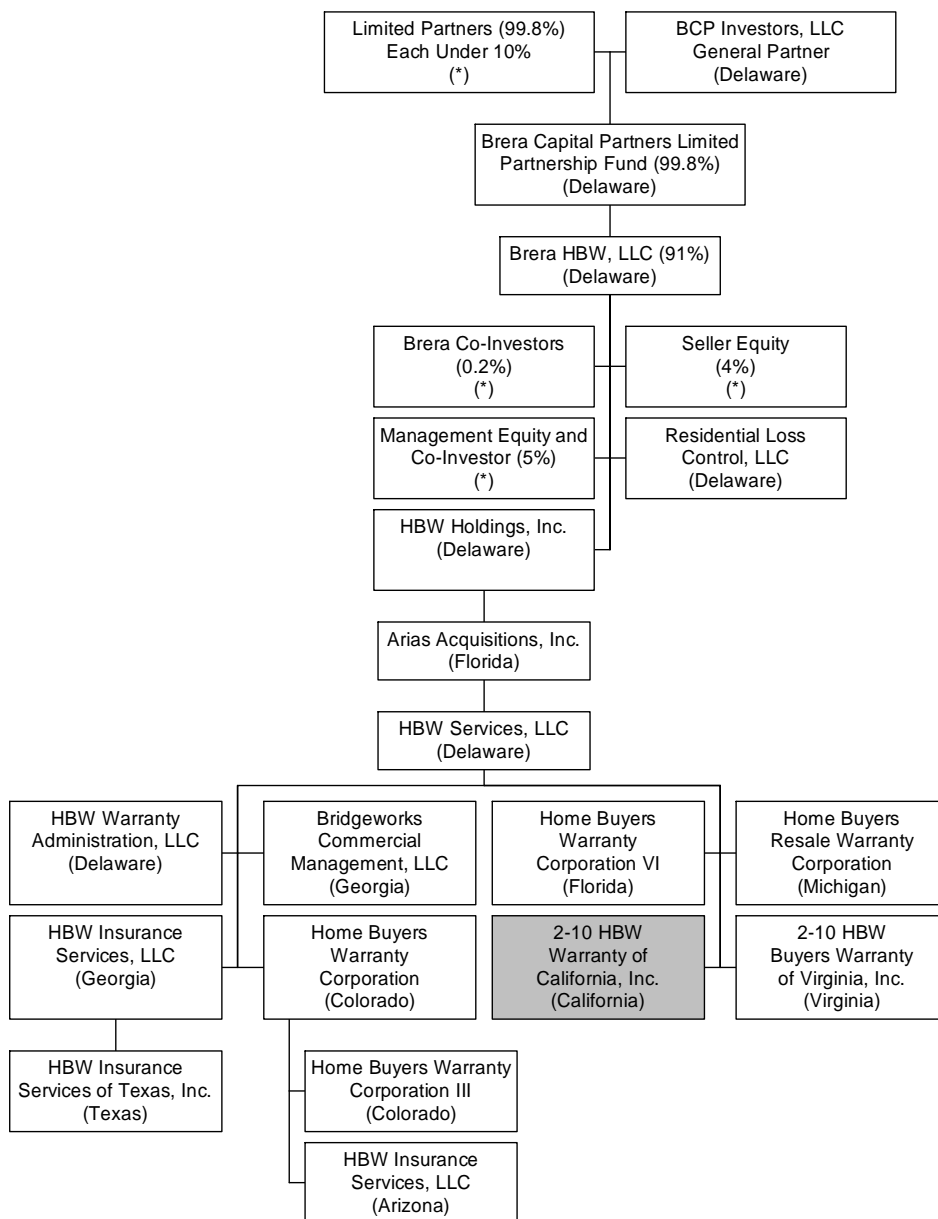 Limited Partners (99.8%)
Each Under 10%
(*)
BCP Investors, LLC
General Partner
(Delaware)
Brera Capital Partners Limited
Partnership Fund (99.8%)
(Delaware)
Brera HBW, LLC (91%)
(Delaware)
Brera Co-Investors
(0.2%)
(*)
Seller Equity
(4%)
(*)
Management Equity and
Co-Investor (5%)
(*)
Residential Loss
Control, LLC
(Delaware)
HBW Holdings, Inc.
(Delaware)
Arias Acquisitions, Inc.
(Florida)
HBW Services, LLC
(Delaware)
HBW Warranty
Administration, LLC
(Delaware)
Bridgeworks
Commercial
Management, LLC
(Georgia)
Home Buyers
Warranty
Corporation VI
(Florida)
Home Buyers
Resale Warranty
Corporation
(Michigan)
HBW Insurance
Services, LLC
(Georgia)
Home Buyers
Warranty
Corporation
(Colorado)
2-10 HBW
Warranty of
California, Inc.
(California)
2-10 HBW
Buyers Warranty
of Virginia, Inc.
(Virginia)
HBW Insurance
Services of Texas, Inc.
(Texas)
Home Buyers Warranty
Corporation III
(Colorado)
HBW Insurance
Services, LLC
(Arizona)